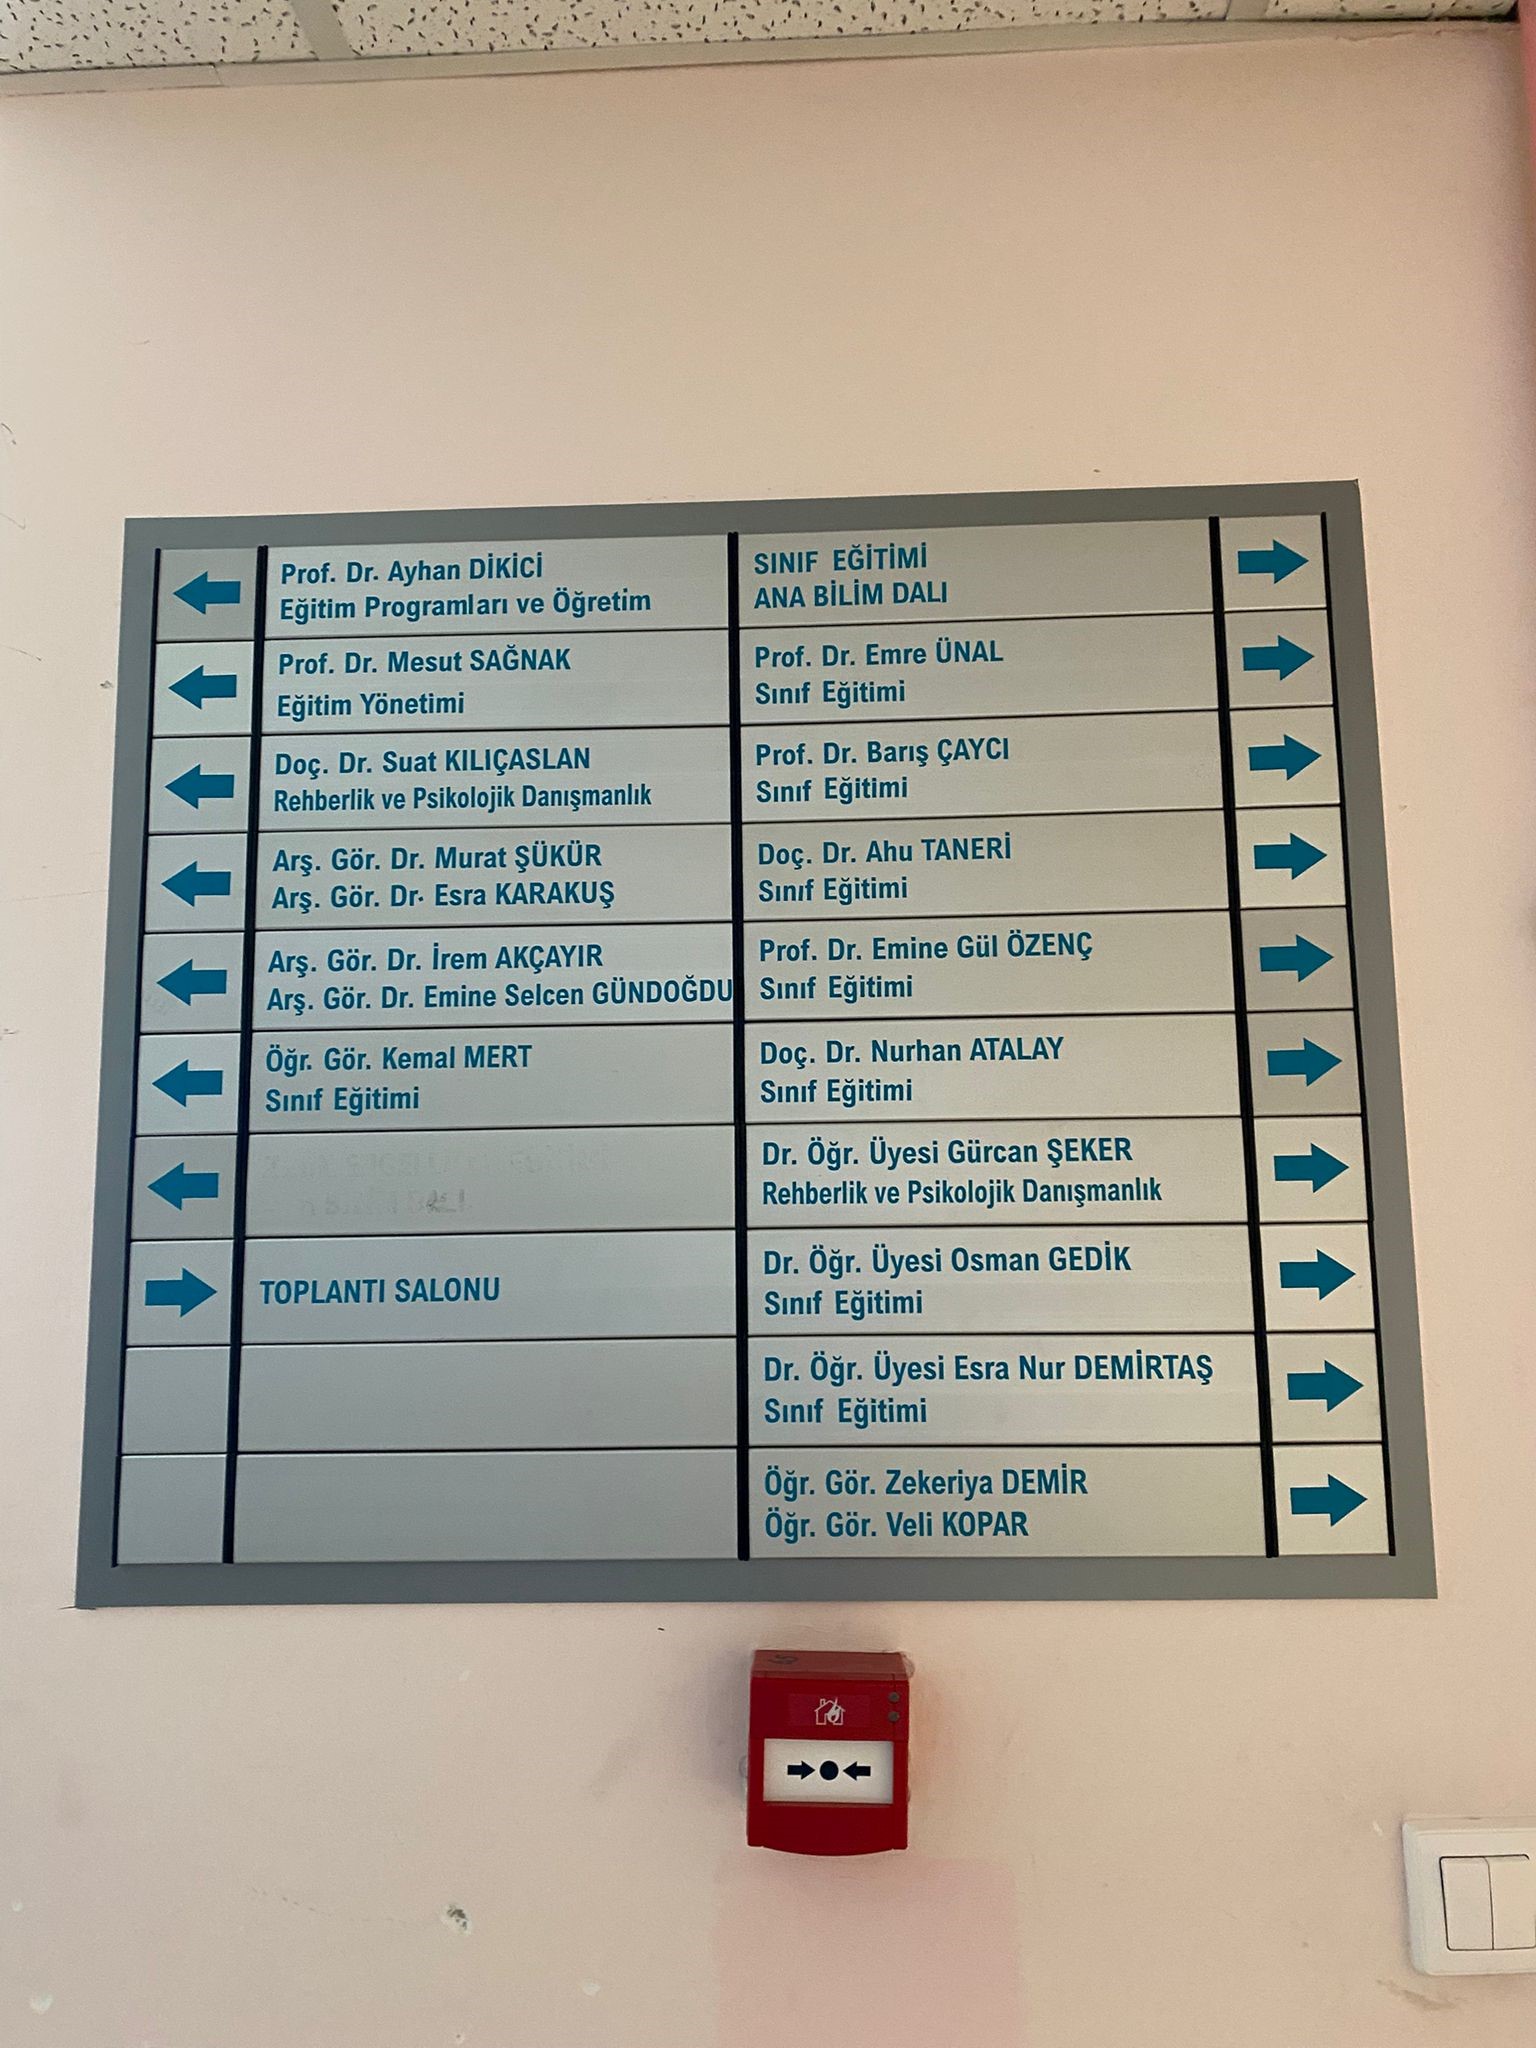 Prof. Dr. Ayhan DİKİCİ
Eğitim Programları ve Öğretim
Prof. Dr. Mesut SAĞNAK
Eğitim Yönetimi
Doç. Dr. Suat KILIÇASLAN
Rehberlik ve Psikolojik Danışmanlık
Arş. Gör. Dr. Murat ŞÜKÜR
Arş. Gör. Dr. Esra KARAKUŞ
Arş. Gör. Dr. İrem AKÇAYIR
Arş. Gör. Dr. Emine Selcen GÜNDOĞDU
Öğr. Gör. Kemal MERT
Sınıf Eğitimi
TOPLANTI SALONU
SINIF EĞİTİMİ
ANA BİLİM DALI
Prof. Dr. Emre ÜNAL
Sınıf Eğitimi
Prof. Dr. Barış ÇAYCI
Sınıf Eğitimi
Doç. Dr. Ahu TANERİ
Sınıf Eğitimi
Prof. Dr. Emine Gül ÖZENÇ
Sınıf Eğitimi
Doç. Dr. Nurhan ATALAY
Sınıf Eğitimi
Dr. Öğr. Üyesi Gürcan ŞEKER
Rehberlik ve Psikolojik Danışmanlık
Dr. Öğr. Üyesi Osman GEDİK
Sınıf Eğitimi
Dr. Öğr. Üyesi Esra Nur DEMİRTAŞ
Sınıf Eğitimi
Öğr. Gör. Zekeriya DEMİR
Öğr. Gör. Veli KOPAR